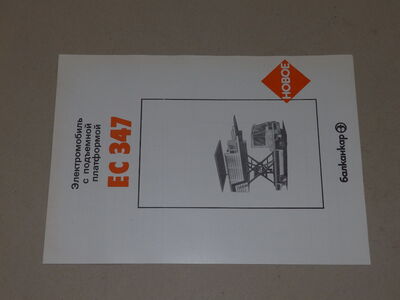 НОВОЕ
Электромобиль
с подъемной
платформой
ЕС 347
балканкар